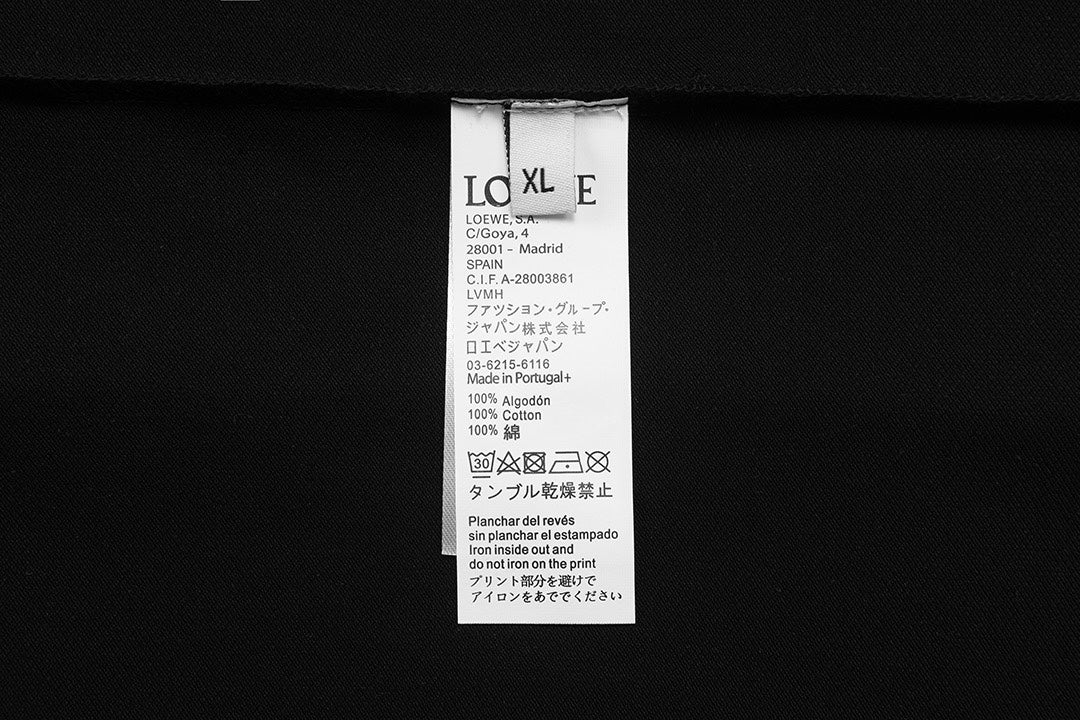 XL
LO E
LOEWE, S.A.
C/Goya, 4
28001 - Madrid
SPAIN
C.I.F. A-28003861
LVMH
ファツション・グループ・
ジャパン株式会社
ロエベジャパン
03-6215-6116
Made in Portugal+
100% Algodón
100% Cotton
100% 綿
30
タンブル乾燥禁止
Planchar del revés
sin planchar el estampado
Iron inside out and
do not iron on the print
プリント部分を避けて
アイロンをあででください